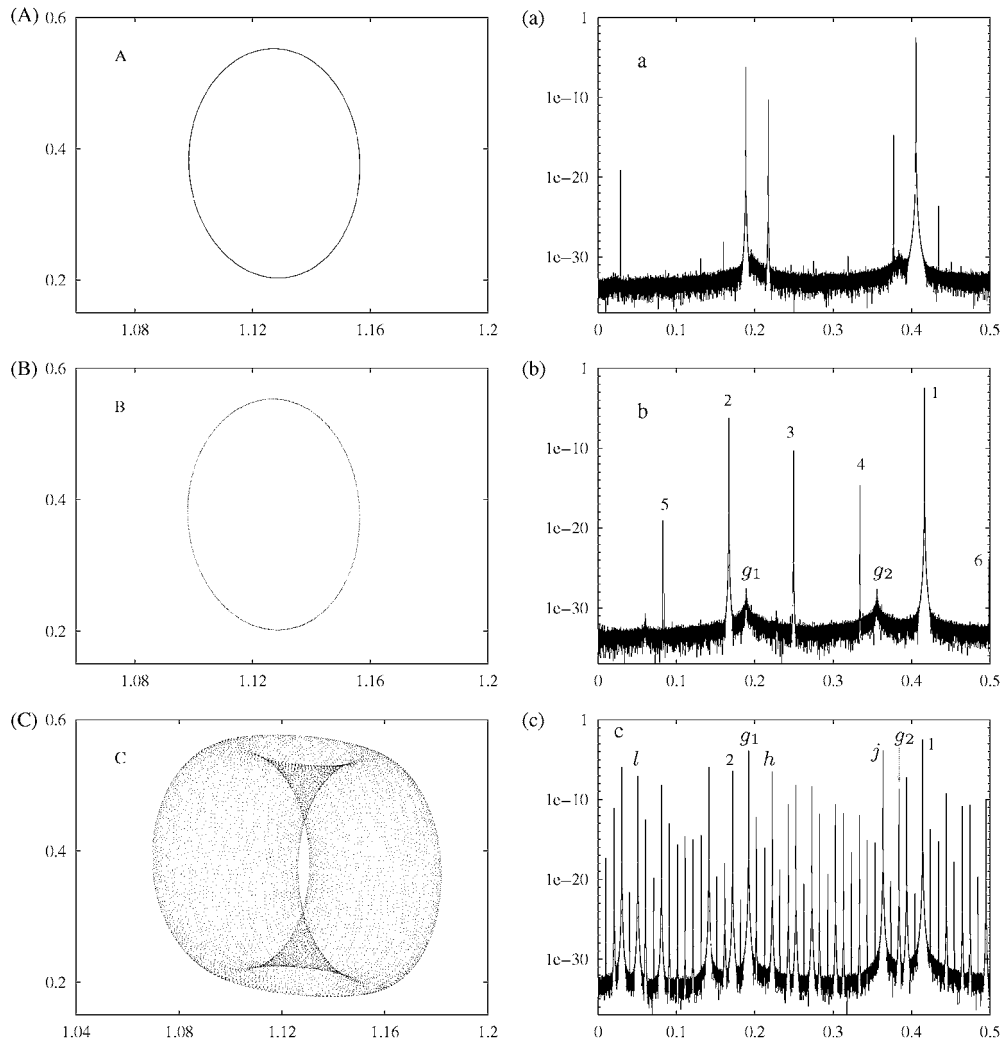 (A)
0.6
A
0.4
0.2
1.08 1.12 1.16 1.2
(a)
1
a
1e−10
1e−20
1e−30
0 0.1 0.2 0.3 0.4 0.5
(B)
0.6
B
0.4
0.2
1.08 1.12 1.16 1.2
(b)
1
2 1
b
1e−10
3
4
5
1e−20
6
g1 g2
1e−30
0 0.1 0.2 0.3 0.4 0.5
(C)
0.6
C
0.4
0.2
1.04 1.08 1.12 1.16 1.2
(c)
1
c
l 2 g1 h j g2 1
1e−10
1e−20
1e−30
0 0.1 0.2 0.3 0.4 0.5